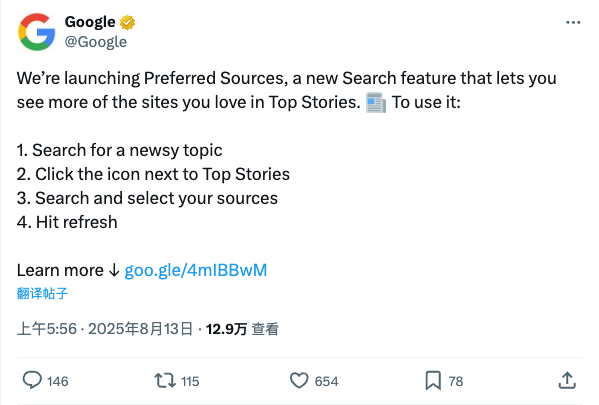 Google
@Google
We’re launching Preferred Sources, a new Search feature that lets you
see more of the sites you love in Top Stories. 📰 To use it:
1. Search for a newsy topic
2. Click the icon next to Top Stories
3. Search and select your sources
4. Hit refresh
Learn more ↓ goo.gle/4mIBBwM
翻译帖子
上午5:56 · 2025年8月13日 · 12.9万 查看
146 115 654 78